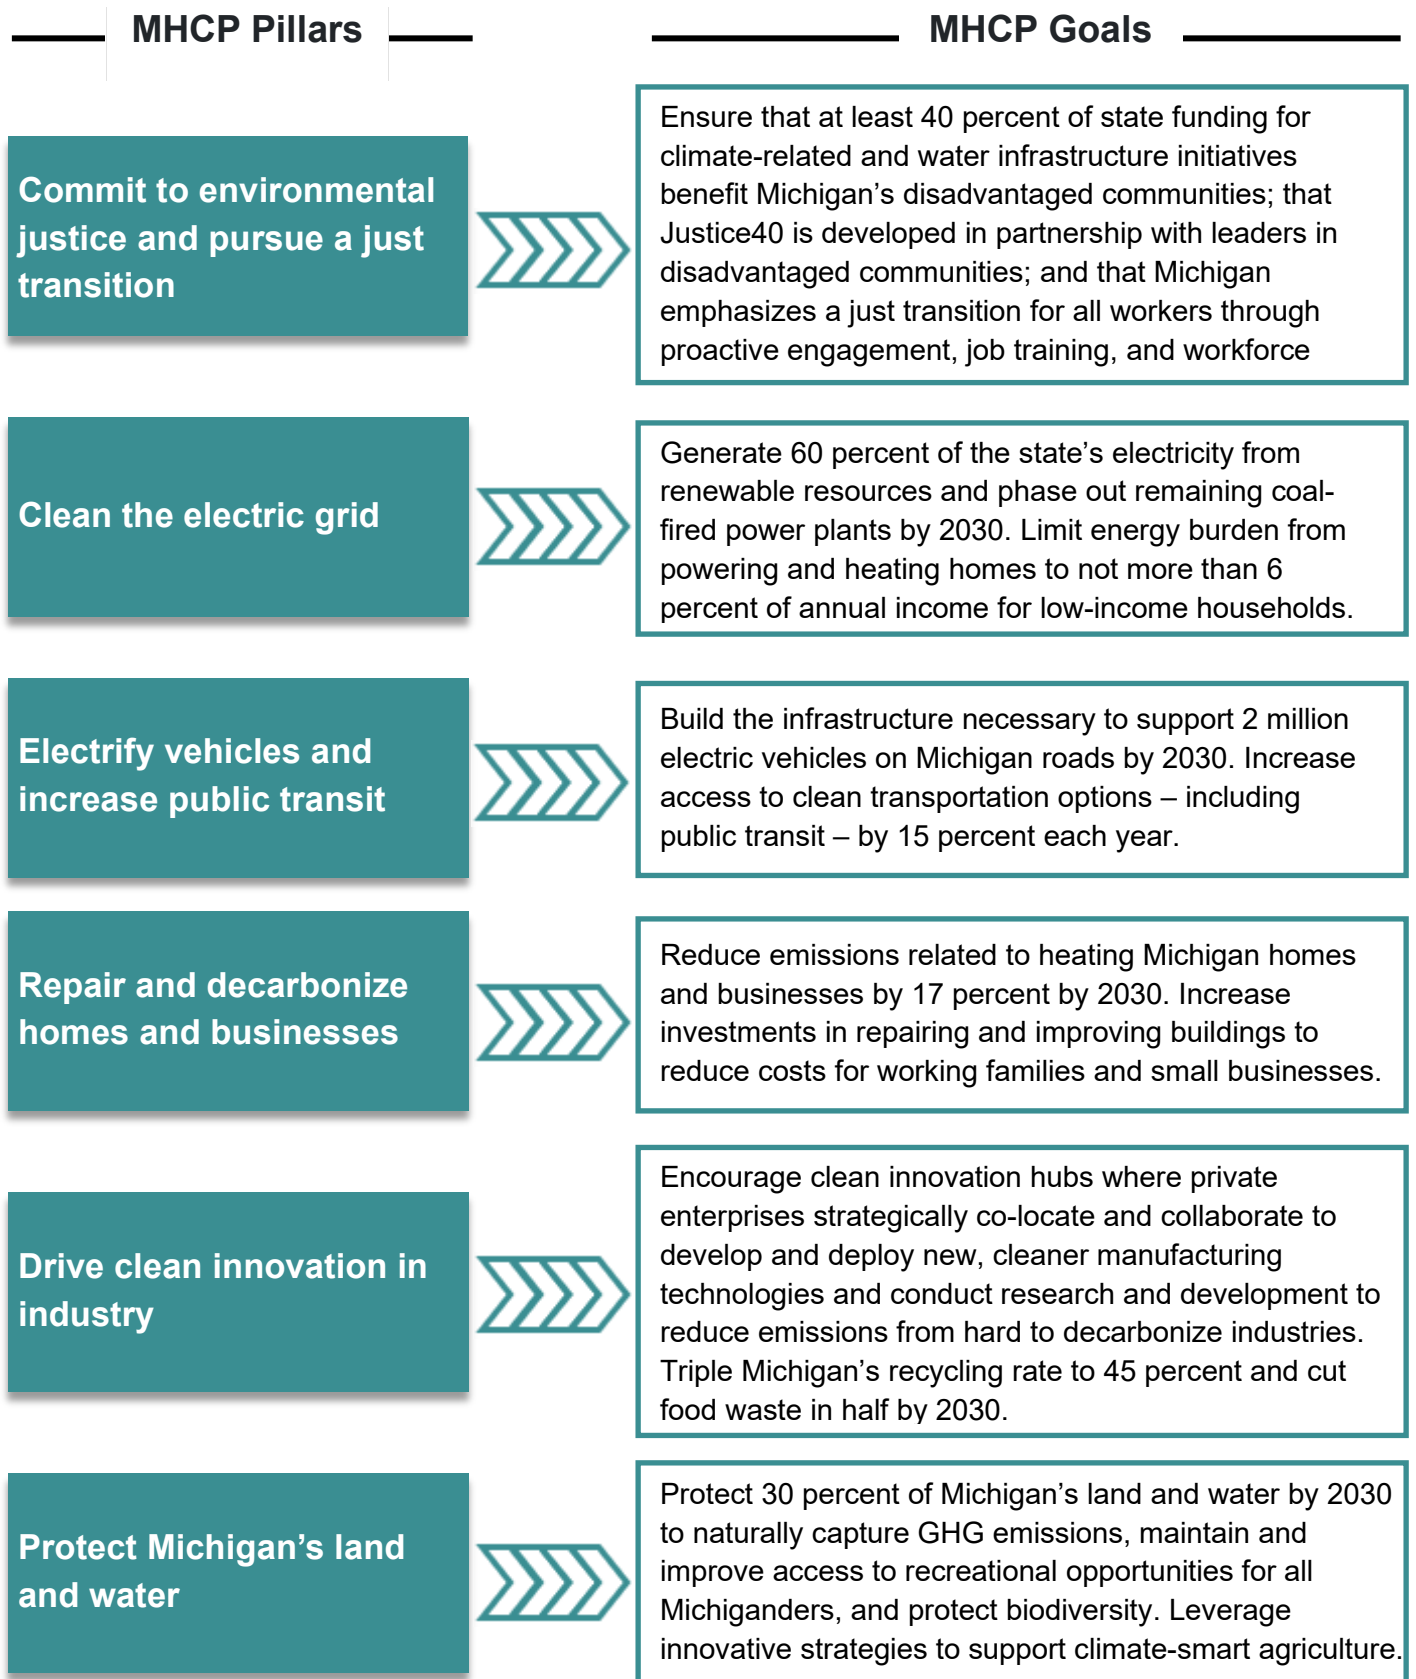 MHCP Pillars
MHCP Goals
Commit to environmental
justice and pursue a just
transition
Ensure that at least 40 percent of state funding for
climate-related and water infrastructure initiatives
benefit Michigan’s disadvantaged communities; that
Justice40 is developed in partnership with leaders in
disadvantaged communities; and that Michigan
emphasizes a just transition for all workers through
proactive engagement, job training, and workforce
Clean the electric grid
Generate 60 percent of the state’s electricity from
renewable resources and phase out remaining coal-
fired power plants by 2030. Limit energy burden from
powering and heating homes to not more than 6
percent of annual income for low-income households.
Electrify vehicles and
increase public transit
Build the infrastructure necessary to support 2 million
electric vehicles on Michigan roads by 2030. Increase
access to clean transportation options – including
public transit – by 15 percent each year.
Repair and decarbonize
homes and businesses
Reduce emissions related to heating Michigan homes
and businesses by 17 percent by 2030. Increase
investments in repairing and improving buildings to
reduce costs for working families and small businesses.
Drive clean innovation in
industry
Encourage clean innovation hubs where private
enterprises strategically co-locate and collaborate to
develop and deploy new, cleaner manufacturing
technologies and conduct research and development to
reduce emissions from hard to decarbonize industries.
Triple Michigan’s recycling rate to 45 percent and cut
food waste in half by 2030.
Protect Michigan’s land
and water
Protect 30 percent of Michigan’s land and water by 2030
to naturally capture GHG emissions, maintain and
improve access to recreational opportunities for all
Michiganders, and protect biodiversity. Leverage
innovative strategies to support climate-smart agriculture.